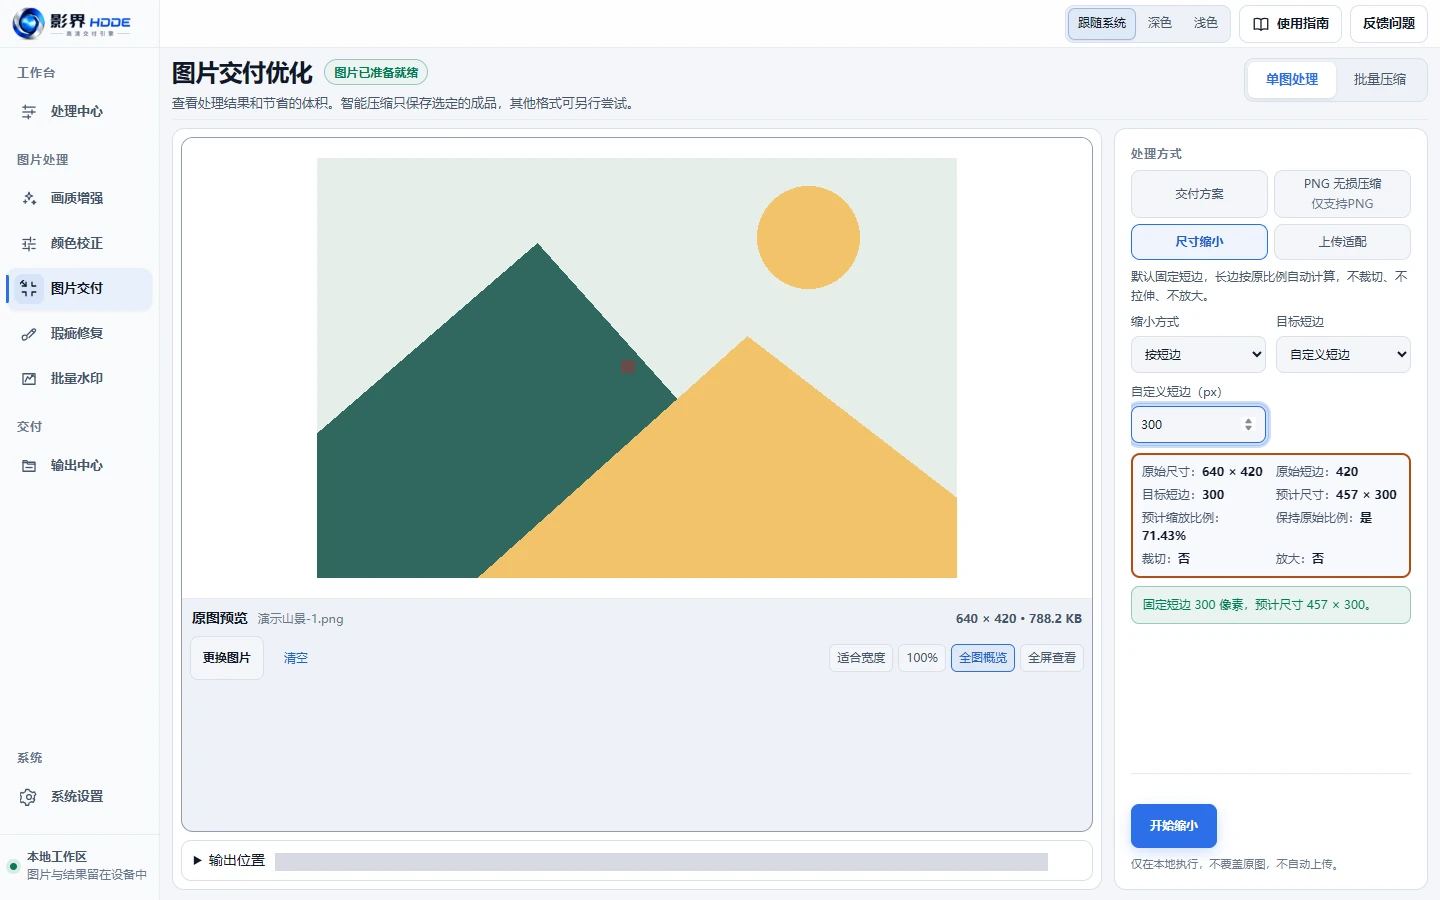 影界 HDDE
高清交付引擎
跟随系统
深色
浅色
使用指南
反馈问题
工作台
处理中心
图片处理
画质增强
颜色校正
图片交付
瑕疵修复
批量水印
交付
输出中心
系统
系统设置
本地工作区
图片与结果留在设备中
图片交付优化
图片已准备就绪
查看处理结果和节省的体积。智能压缩只保存选定的成品，其他格式可另行尝试。
单图处理
批量压缩
原图预览 演示山景-1.png
640 × 420 • 788.2 KB
更换图片
清空
适合宽度
100%
全图概览
全屏查看
▶ 输出位置
处理方式
交付方案
PNG 无损压缩
仅支持PNG
尺寸缩小
上传适配
默认固定短边，长边按原比例自动计算，不裁切、不
拉伸、不放大。
缩小方式
目标短边
按短边
自定义短边
自定义短边（px）
300
原始尺寸：640 × 420
原始短边：420
目标短边：300
预计尺寸：457 × 300
预计缩放比例：
71.43%
保持原始比例：是
裁切：否
放大：否
固定短边 300 像素，预计尺寸 457 × 300。
开始缩小
仅在本地执行，不覆盖原图，不自动上传。